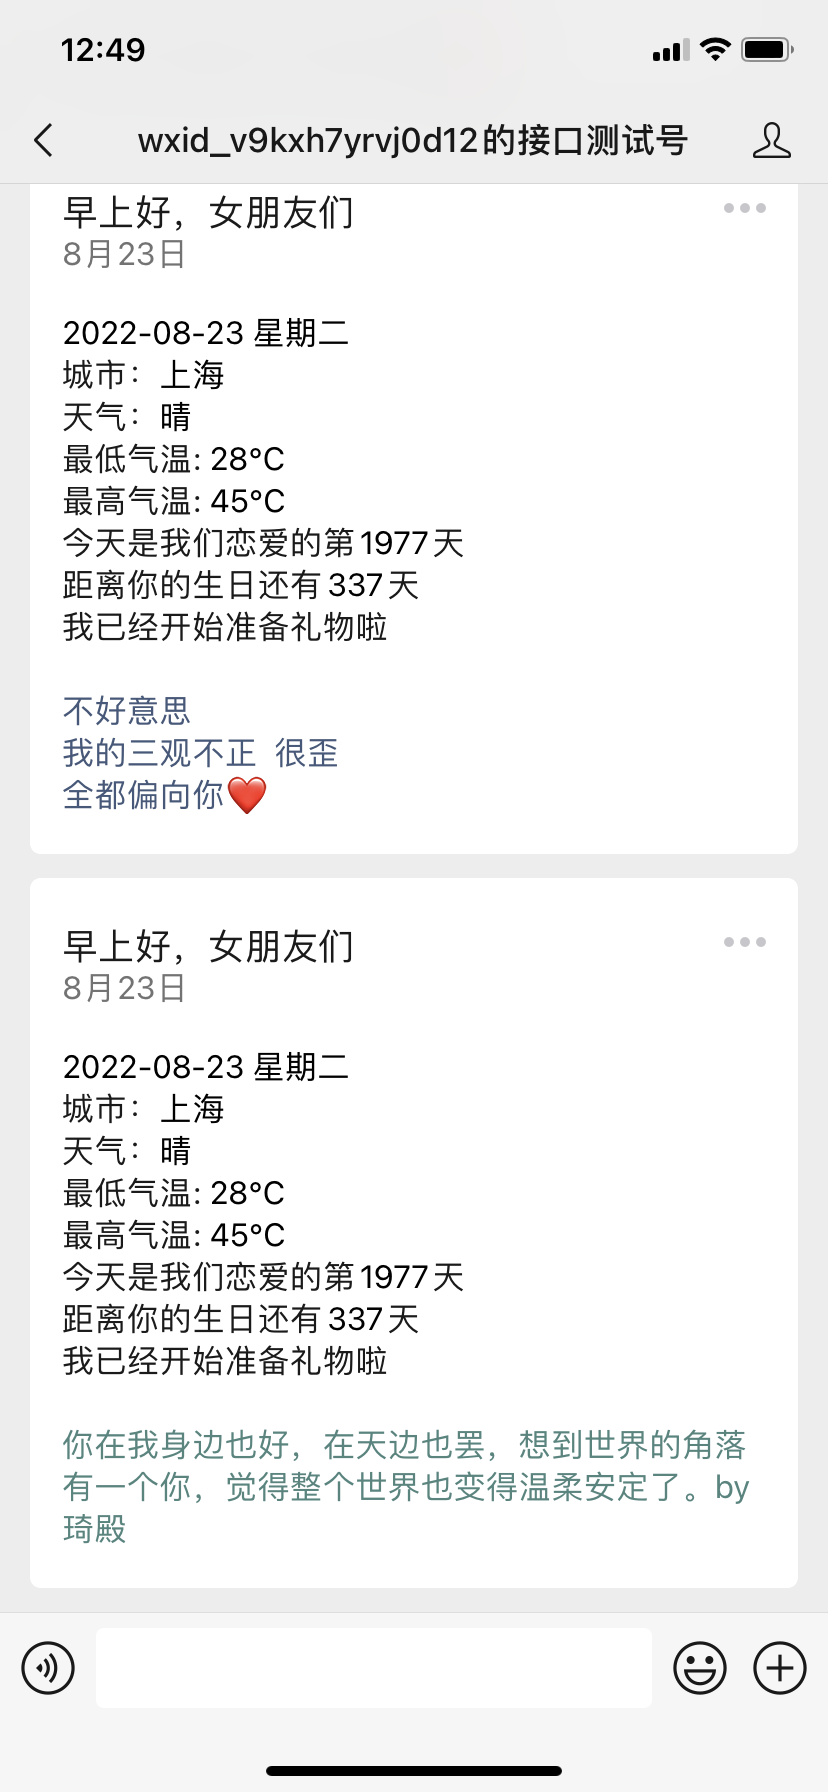 12:49
wxid_v9kxh7yrvj0d12的接口测试号
早上好，女朋友们
8月23日
2022-08-23 星期二
城市：上海
天气：晴
最低气温: 28°C
最高气温: 45°C
今天是我们恋爱的第1977天
距离你的生日还有337天
我已经开始准备礼物啦
不好意思
我的三观不正 很歪
全都偏向你❤️
早上好，女朋友们
8月23日
2022-08-23 星期二
城市：上海
天气：晴
最低气温: 28°C
最高气温: 45°C
今天是我们恋爱的第1977天
距离你的生日还有337天
我已经开始准备礼物啦
你在我身边也好，在天边也罢，想到世界的角落
有一个你，觉得整个世界也变得温柔安定了。by
琦殿